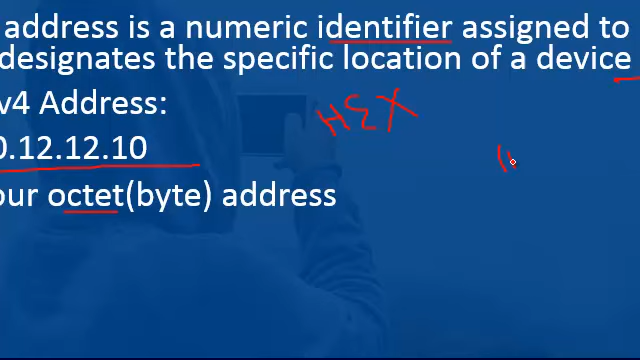 address is a numeric identifier assigned to
designates the specific location of a device
v4 Address:
0.12.12.10
HEX
our octet(byte) address